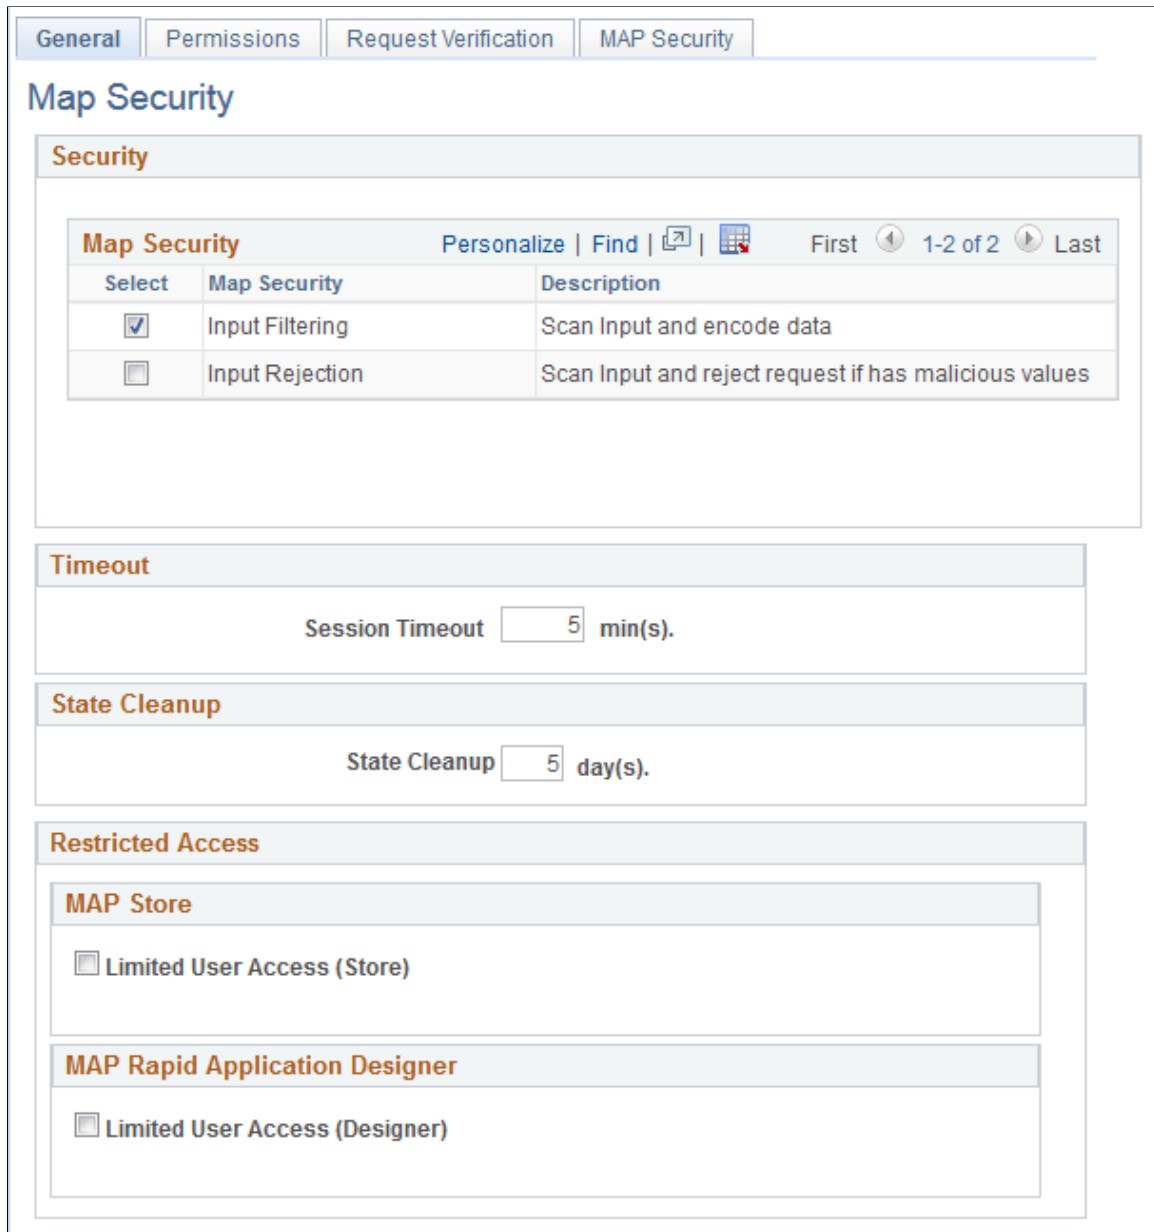 General Permissions Request Verification MAP Security
Map Security
Security
Map Security Personalize | Find | | First 1-2 of 2 Last
Select Map Security Description
Input Filtering Scan Input and encode data
Input Rejection Scan Input and reject request if has malicious values
Timeout
Session Timeout 5 min(s).
State Cleanup
State Cleanup 5 day(s).
Restricted Access
MAP Store
Limited User Access (Store)
MAP Rapid Application Designer
Limited User Access (Designer)